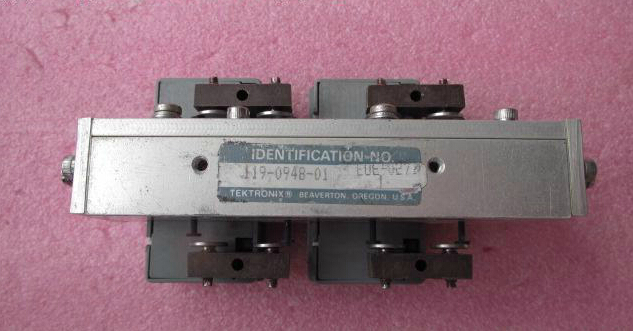 IDENTIFICATION NO.
119-0948-01
TEKTRONIX® BEAVERTON, OREGON, U.S.A.